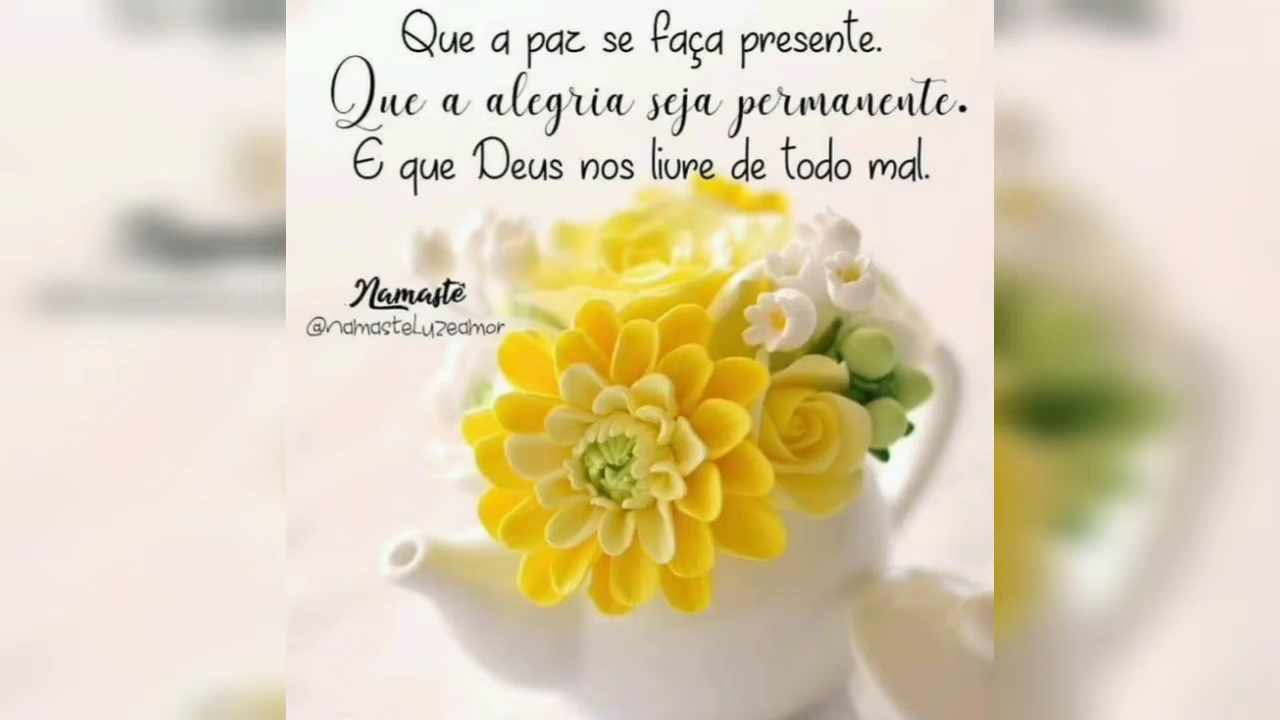 Que a paz se faça presente.
Que a alegria seja permanente.
E que Deus nos livre de todo mal.
Namastê
@namasteluzeamor